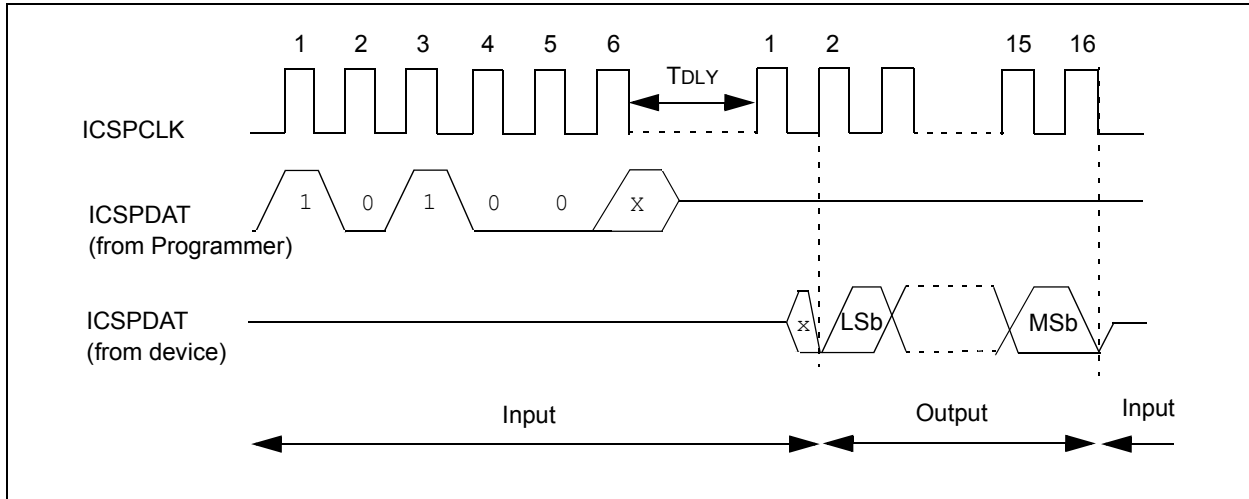 1 2 3 4 5 6 1 2 15 16
TDLY
ICSPCLK
1 0 1 0 0 x
ICSPDAT
(from Programmer)
ICSPDAT
(from device)
x LSb MSb
Input Output Input